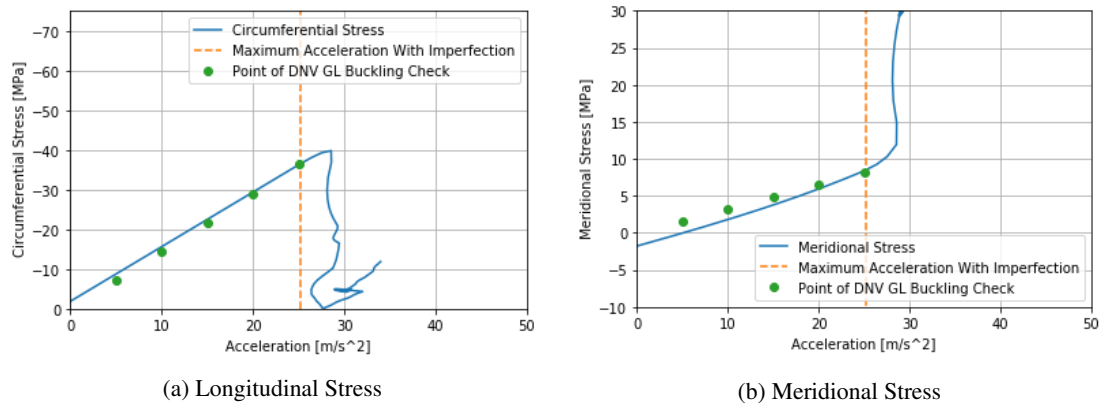 −70
−60
−50
−40
−30
−20
−10
0
Circumferential Stress [MPa]
Circumferential Stress
Maximum Acceleration With Imperfection
Point of DNV GL Buckling Check
0 10 20 30 40 50
Acceleration [m/s^2]
(a) Longitudinal Stress
30
25
20
15
10
5
0
−5
−10
Meridional Stress [MPa]
Meridional Stress
Maximum Acceleration With Imperfection
Point of DNV GL Buckling Check
0 10 20 30 40 50
Acceleration [m/s^2]
(b) Meridional Stress